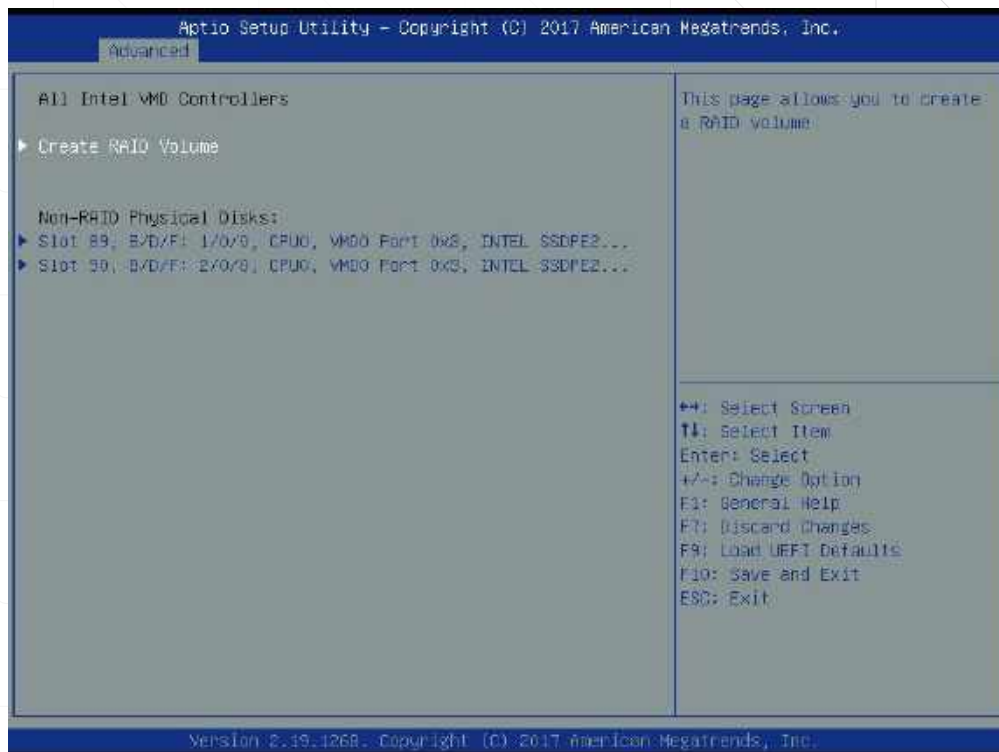 Aptio Setup Utility – Copyright (C) 2017 American Megatrends, Inc.
Advanced
All Intel VMD Controllers
Create RAID Volume
Non-RAID Physical Disks:
Slot 89, B/D/F: 1/0/0, CPU0, VMD0 Port INTEL SSDPE2...
Slot 90, B/D/F: 2/0/0, CPU0, VMD0 Port INTEL SSDPE2...
This page allows you to create
a RAID volume
←→: Select Screen
↑↓: Select Item
Enter: Select
+/-: Change Option
F1: General Help
F7: Discard Changes
F9: Load UEFI Defaults
F10: Save and Exit
ESC: Exit
Version 2.19.1268. Copyright (C) 2017 American Megatrends, Inc.